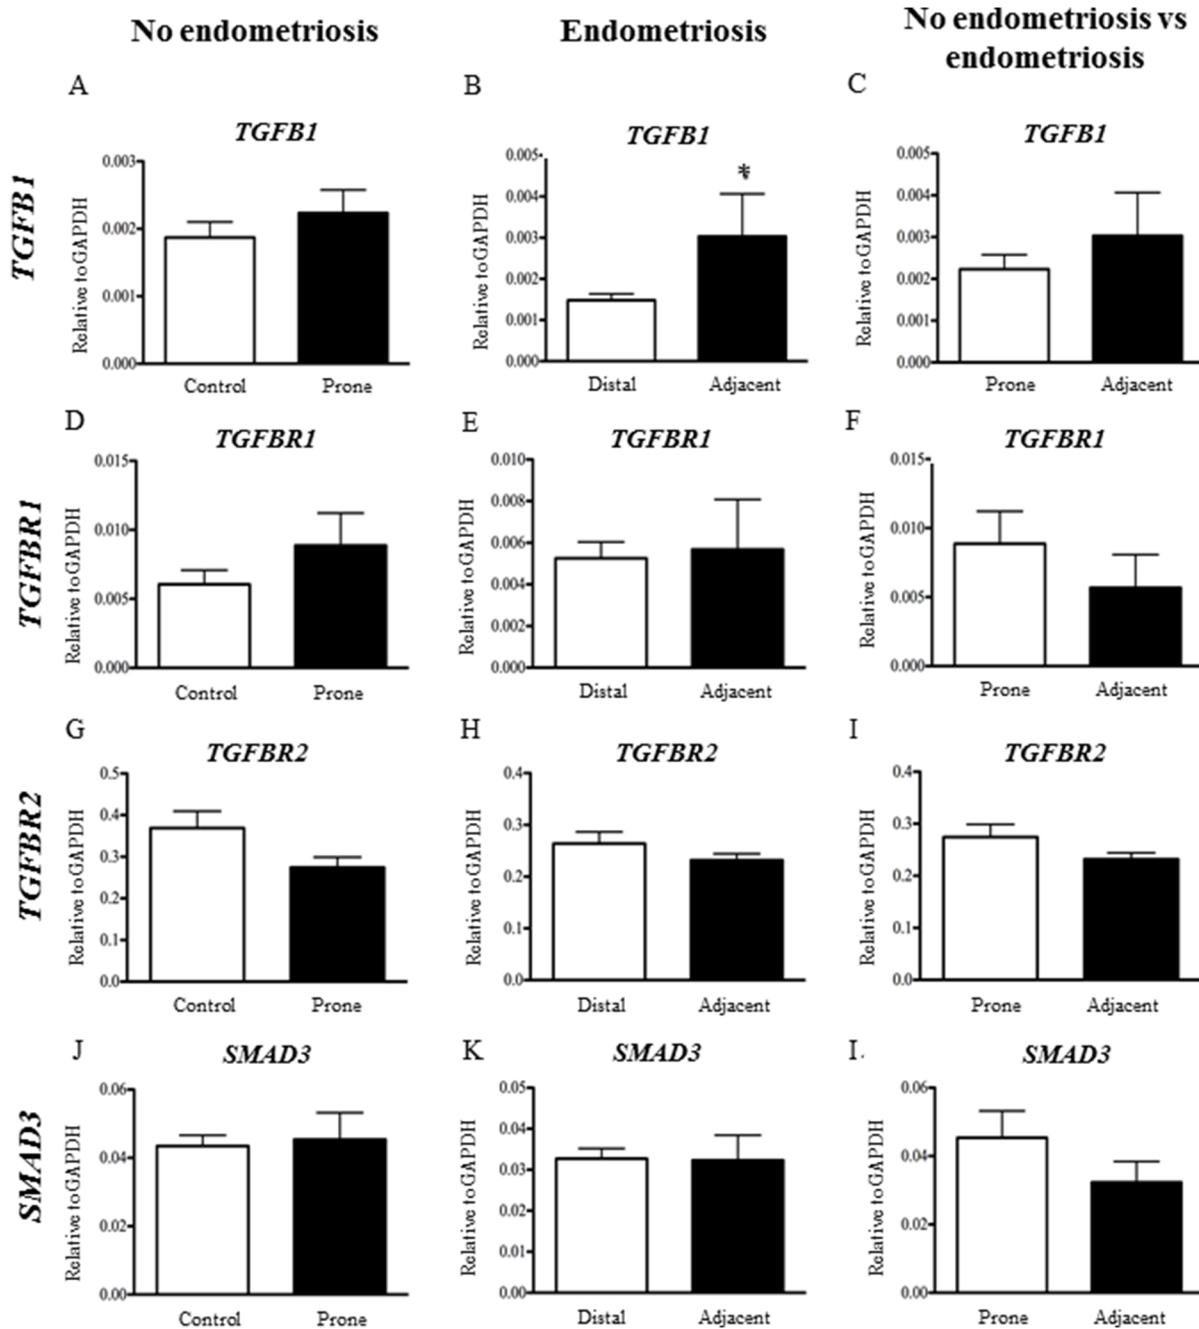 No endometriosis
Endometriosis
No endometriosis vs
endometriosis
TGFB1
A
TGFB1
Relative to GAPDH
0.003
0.002
0.001
0.000
Control Prone
B
TGFB1
*
Relative to GAPDH
0.005
0.004
0.003
0.002
0.001
0.000
Distal Adjacent
C
TGFB1
Relative to GAPDH
0.005
0.004
0.003
0.002
0.001
0.000
Prone Adjacent
TGFBR1
D
TGFBR1
Relative to GAPDH
0.015
0.010
0.005
0.000
Control Prone
E
TGFBR1
Relative to GAPDH
0.010
0.008
0.006
0.004
0.002
0.000
Distal Adjacent
F
TGFBR1
Relative to GAPDH
0.015
0.010
0.005
0.000
Prone Adjacent
TGFBR2
G
TGFBR2
Relative to GAPDH
0.5
0.4
0.3
0.2
0.1
0.0
Control Prone
H
TGFBR2
Relative to GAPDH
0.4
0.3
0.2
0.1
0.0
Distal Adjacent
I
TGFBR2
Relative to GAPDH
0.4
0.3
0.2
0.1
0.0
Prone Adjacent
SMAD3
J
SMAD3
Relative to GAPDH
0.06
0.04
0.02
0.00
Control Prone
K
SMAD3
Relative to GAPDH
0.05
0.04
0.03
0.02
0.01
0.00
Distal Adjacent
L
SMAD3
Relative to GAPDH
0.06
0.04
0.02
0.00
Prone Adjacent